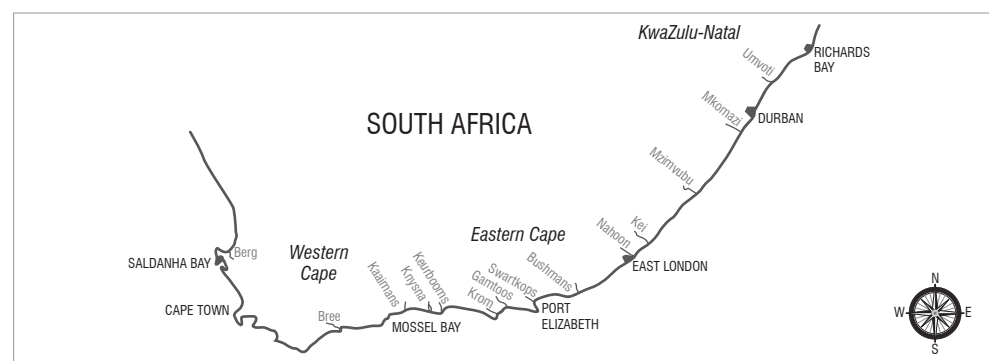 KwaZulu-Natal
RICHARDS
BAY
Umvoti
SOUTH AFRICA
Mkomazi
DURBAN
Mzimvubu
Kei
Nahoon
EAST LONDON
Eastern Cape
Bushmans
Swartkops
Gamtoos
Krom
PORT
ELIZABETH
Western
Cape
Keurbooms
Knysna
Kaaimans
MOSSEL BAY
Berg
SALDANHA BAY
CAPE TOWN
Bree
N
W
E
S